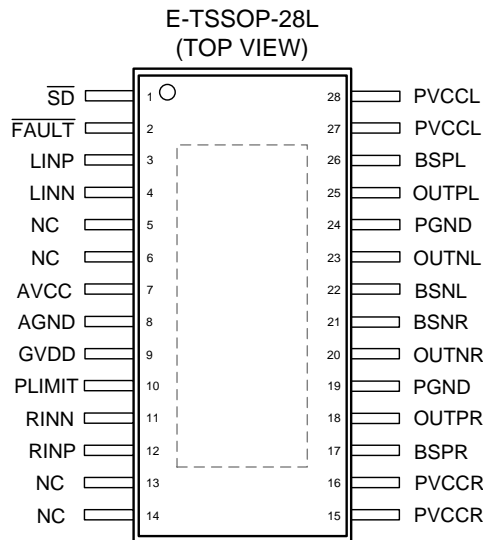 E-TSSOP-28L
(TOP VIEW)
SD 1 28 PVCCL
FAULT 2 27 PVCCL
LINP 3 26 BSPL
LINN 4 25 OUTPL
NC 5 24 PGND
NC 6 23 OUTNL
AVCC 7 22 BSNL
AGND 8 21 BSNR
GVDD 9 20 OUTNR
PLIMIT 10 19 PGND
RINN 11 18 OUTPR
RINP 12 17 BSPR
NC 13 16 PVCCR
NC 14 15 PVCCR